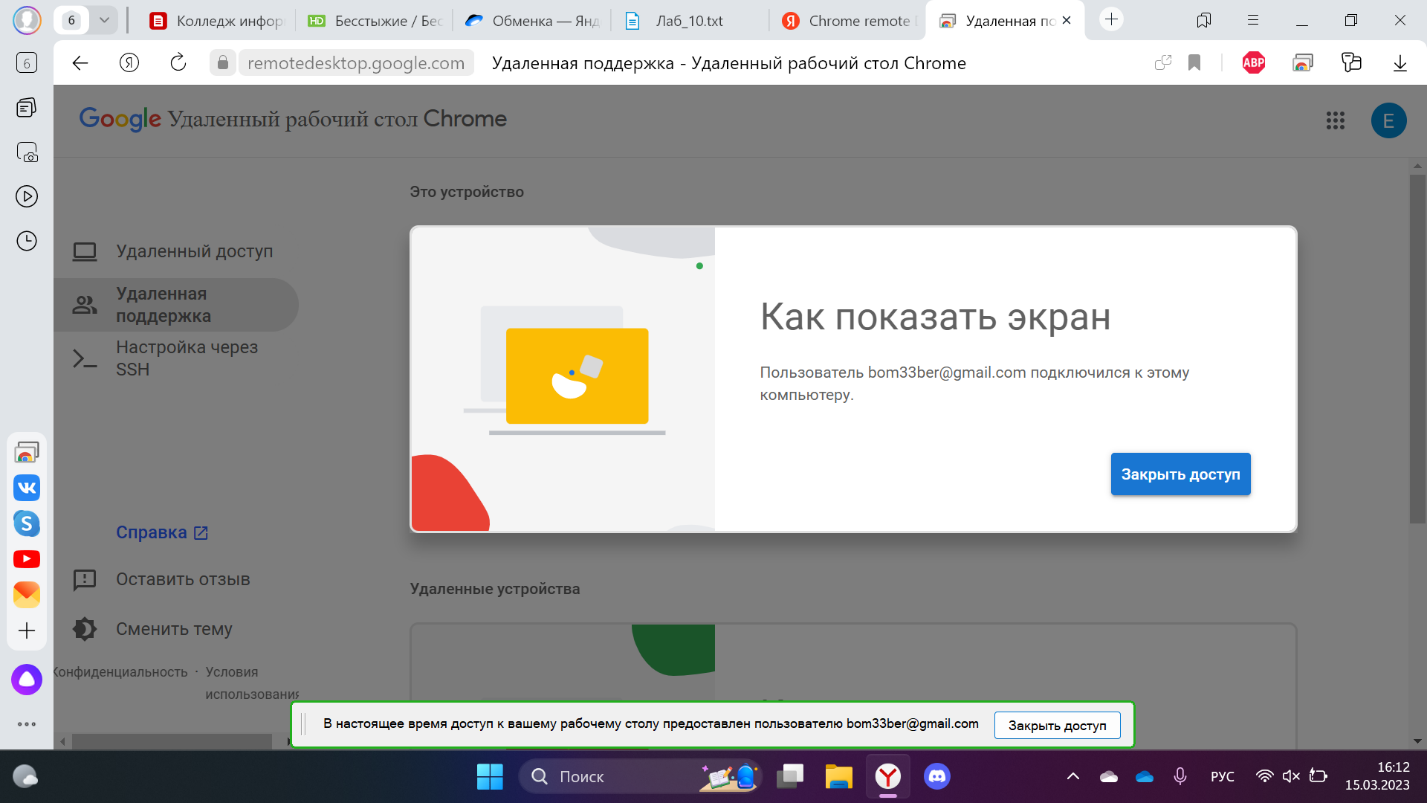 6
Колледж инфор
HD Бесстыжие / Бес
Обменка — Янд
Лаб_10.txt
Chrome remote
Удаленная по
6
remotedesktop.google.com
Удаленная поддержка - Удаленный рабочий стол Chrome
ABP
Google Удаленный рабочий стол Chrome
E
Это устройство
Удаленный доступ
Удаленная
поддержка
Настройка через
SSH
Как показать экран
Пользователь bom33ber@gmail.com подключился к этому
компьютеру.
Закрыть доступ
Справка
Оставить отзыв
Сменить тему
Конфиденциальность · Условия
использования
Удаленные устройства
В настоящее время доступ к вашему рабочему столу предоставлен пользователю bom33ber@gmail.com
Закрыть доступ
Поиск
РУС
16:12
15.03.2023